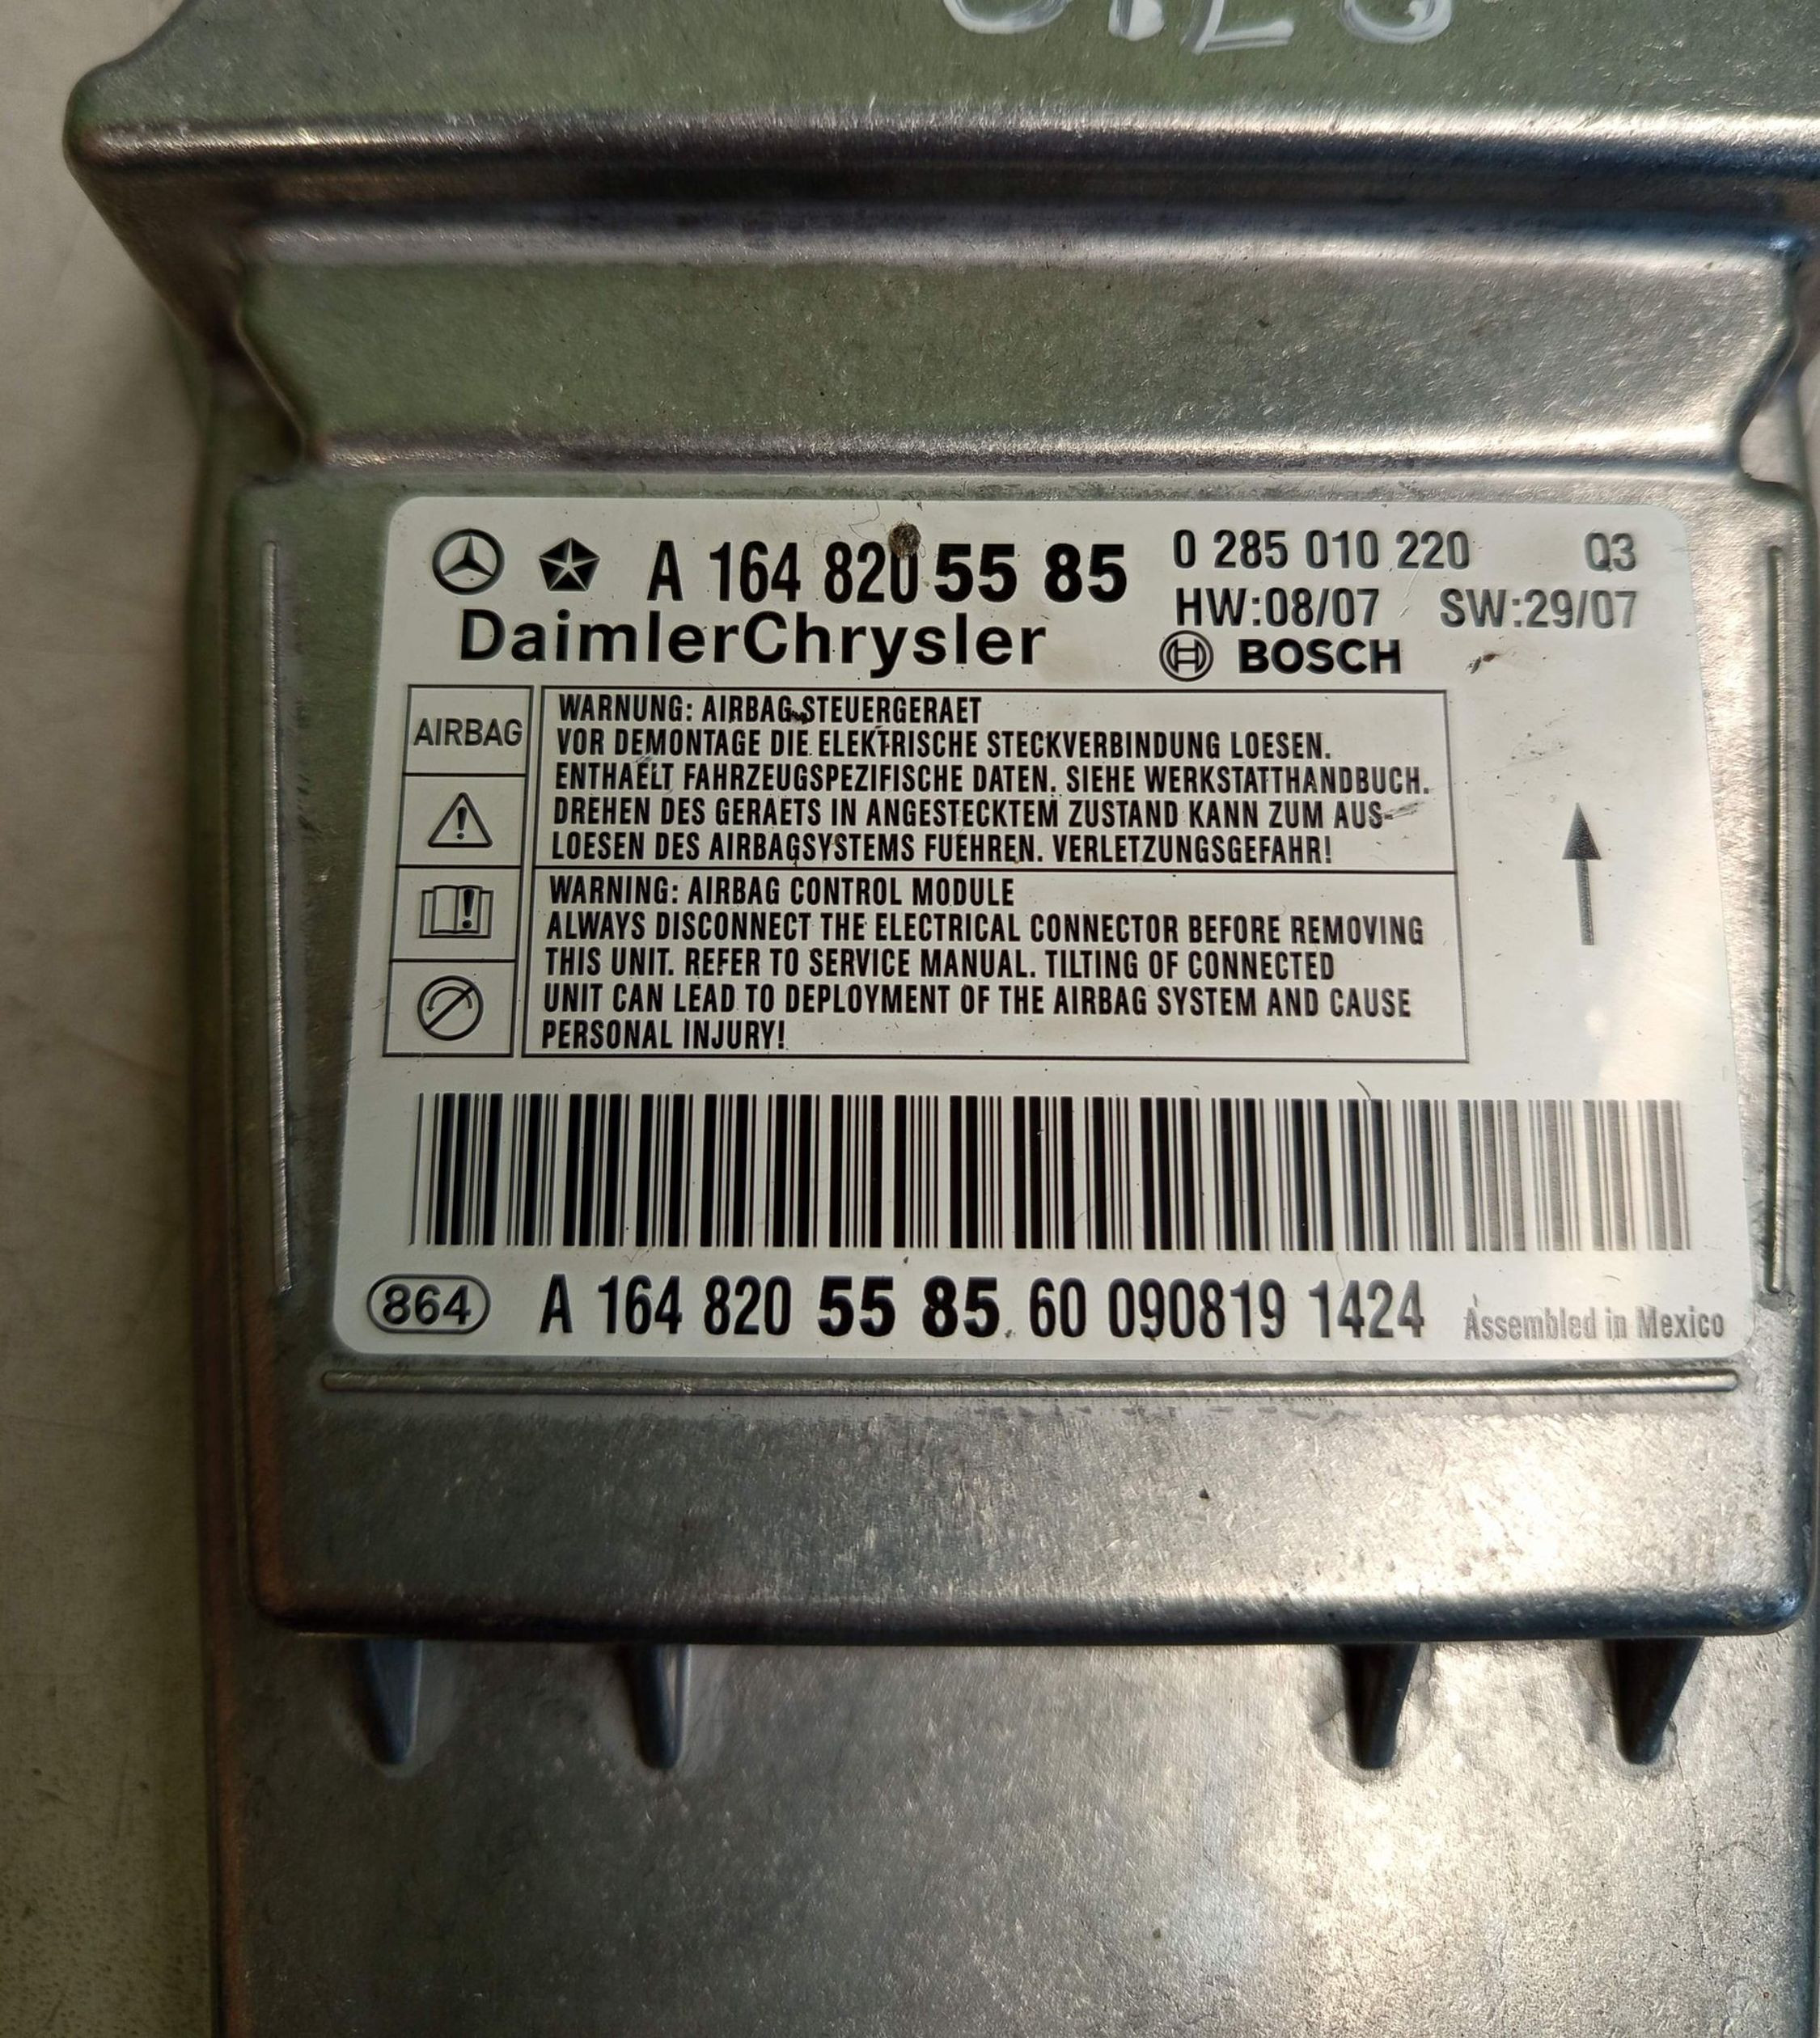 A 164 820 55 85
0 285 010 220 Q3
HW:08/07 SW:29/07
DaimlerChrysler
BOSCH
AIRBAG
WARNUNG: AIRBAG STEUERGERAET
VOR DEMONTAGE DIE ELEKTRISCHE STECKVERBINDUNG LOESEN.
ENTHAELT FAHRZEUGSPEZIFISCHE DATEN. SIEHE WERKSTATTHANDBUCH.
DREHEN DES GERAETS IN ANGESTECKTEM ZUSTAND KANN ZUM AUS-
LOESEN DES AIRBAGSYSTEMS FUEHREN. VERLETZUNGSGEFAHR!
WARNING: AIRBAG CONTROL MODULE
ALWAYS DISCONNECT THE ELECTRICAL CONNECTOR BEFORE REMOVING
THIS UNIT. REFER TO SERVICE MANUAL. TILTING OF CONNECTED
UNIT CAN LEAD TO DEPLOYMENT OF THE AIRBAG SYSTEM AND CAUSE
PERSONAL INJURY!
864 A 164 820 55 85 60 090819 1424 Assembled in Mexico